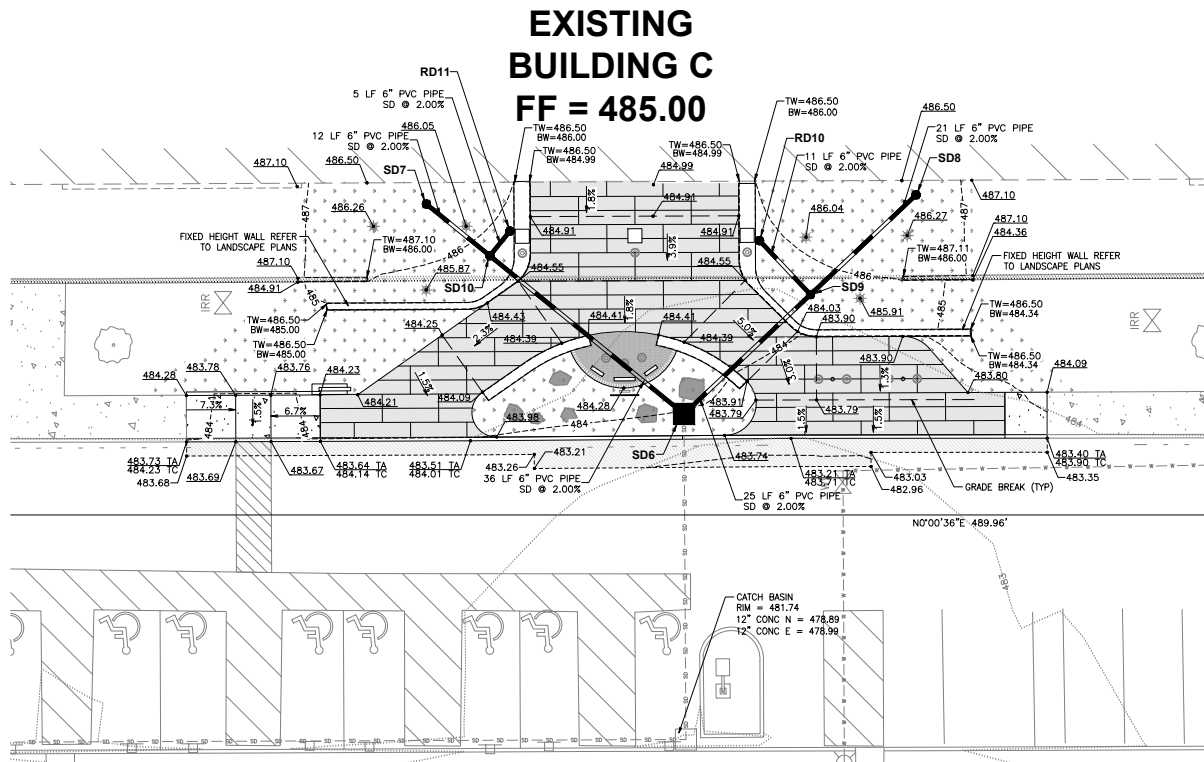 EXISTING
BUILDING C
FF = 485.00
RD11
5 LF 6" PVC PIPE
SD @ 2.00%
12 LF 6" PVC PIPE
SD @ 2.00%
486.05
SD7
487.10
486.50
TW=486.50
BW=486.00
TW=486.50
BW=484.99
TW=486.50
BW=484.99
TW=486.50
BW=486.00
RD10
11 LF 6" PVC PIPE
SD @ 2.00%
486.50
21 LF 6" PVC PIPE
SD @ 2.00%
SD8
487.10
484.99
1.8%
484.91
487
486.26
484.91
484.91
486.04
486.27
487
487.10
484.36
FIXED HEIGHT WALL REFER
TO LANDSCAPE PLANS
TW=487.10
BW=486.00
486
3.9%
TW=487.11
BW=486.00
FIXED HEIGHT WALL REFER
TO LANDSCAPE PLANS
487.10
484.91
485.87
484.55
484.55
486
SD10
SD9
IRR
485
485
IRR
TW=486.50
BW=485.00
484.25
484.43
484.41
1.8%
484.41
484.03
483.90
485.91
TW=486.50
BW=484.34
TW=486.50
BW=485.00
2.3%
484.39
484.39
5.0%
484
483.90
TW=486.50
BW=484.34
484.28
483.78
483.76
484.23
1.5%
3.0%
1.3%
483.80
484.09
7.3%
1.5%
6.7%
484.21
484.09
484.28
483.91
483.79
483.79
484
484
483.98
484
1.5%
1.5%
484
SD6
483.73 TA
484.23 TC
483.68
483.69
483.67
483.64 TA
484.14 TC
483.51 TA
484.01 TC
483.26
483.21
483.74
483.21 TA
483.71 TC
483.03
482.96
483.40 TA
483.90 TC
483.35
36 LF 6" PVC PIPE
SD @ 2.00%
25 LF 6" PVC PIPE
SD @ 2.00%
GRADE BREAK (TYP)
N0°00'36"E 489.96'
483
CATCH BASIN
RIM = 481.74
12" CONC N = 478.89
12" CONC E = 478.99